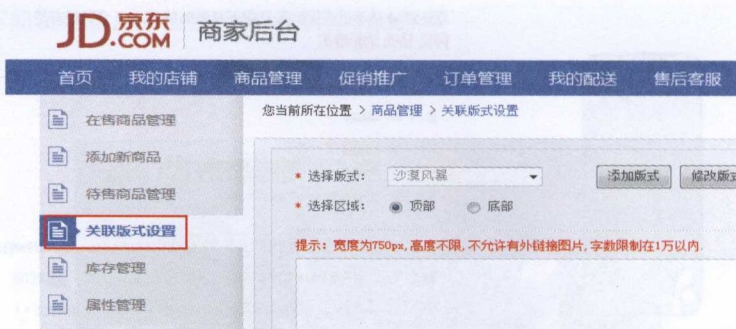 JD.COM 京东 商家后台
首页 我的店铺 商品管理 促销推广 订单管理 我的配送 售后客服
在售商品管理
添加新商品
待售商品管理
关联版式设置
库存管理
属性管理
您当前所在位置 > 商品管理 > 关联版式设置
* 选择版式： 沙漠风暴 添加版式 修改版式
* 选择区域： 顶部 底部
提示：宽度为750px,高度不限,不允许有外链接图片,字数限制在1万以内.